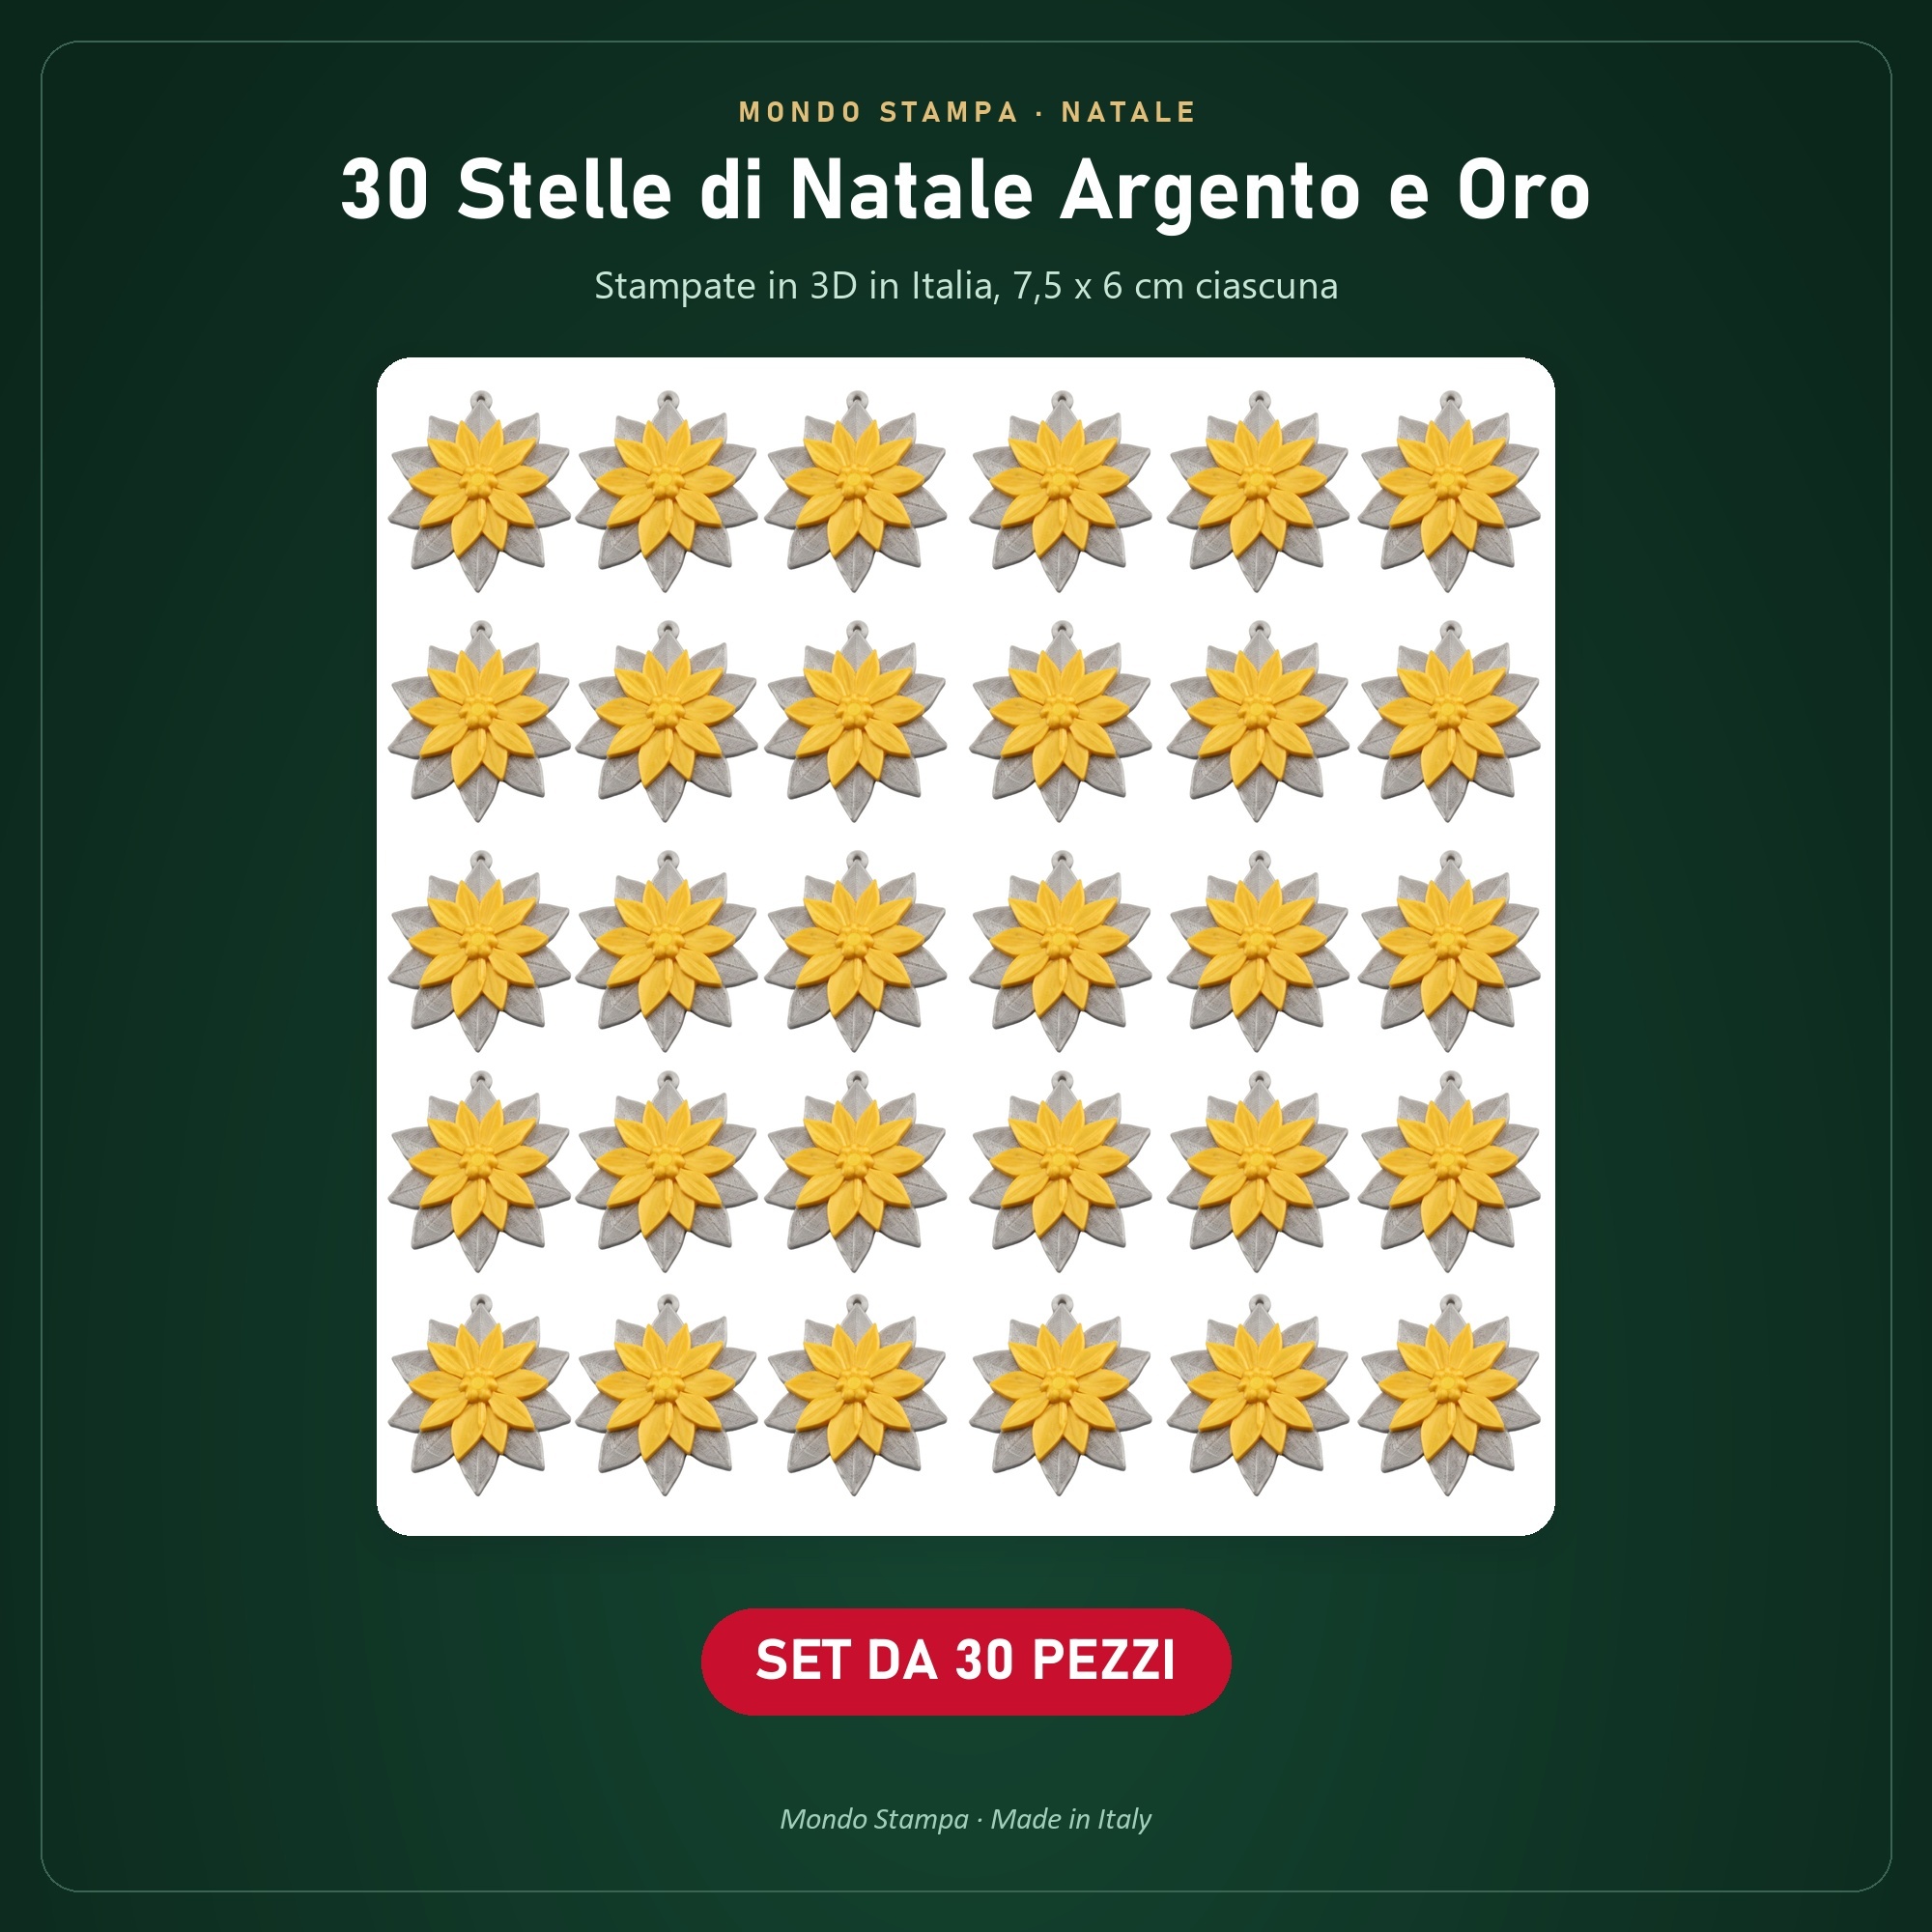 MONDO STAMPA · NATALE
30 Stelle di Natale Argento e Oro
Stampate in 3D in Italia, 7,5 x 6 cm ciascuna
SET DA 30 PEZZI
Mondo Stampa · Made in Italy